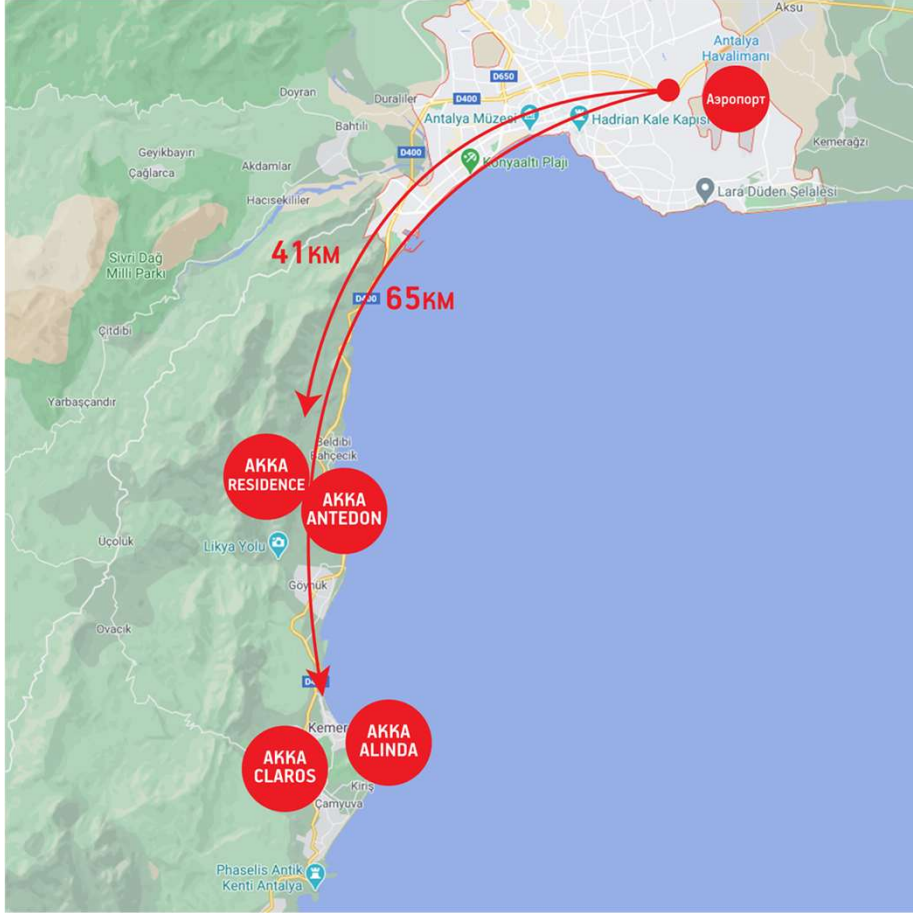 Aksu
Antalya
Havalimanı
D650
Doyran
Duraliler
D400
Аэропорт
Antalya Müzesi
Hadrian Kale Kapısı
Bahtılı
Kemerağzı
D400
Geyikbayırı
Konyaaltı Plajı
Akdamlar
Çağlarca
Lara Düden Şelalesi
Hacısekililer
41КМ
Sivri Dağ
Milli Parkı
D400
65КМ
Çitdibi
Yarbaşçandır
Beldibi
Bahçecik
AKKA
RESIDENCE
AKKA
ANTEDON
Üçoluk
Likya Yolu
Göynük
Ovacık
Kemer
AKKA
ALINDA
AKKA
CLAROS
Kiriş
Çamyuva
Phaselis Antik
Kenti Antalya